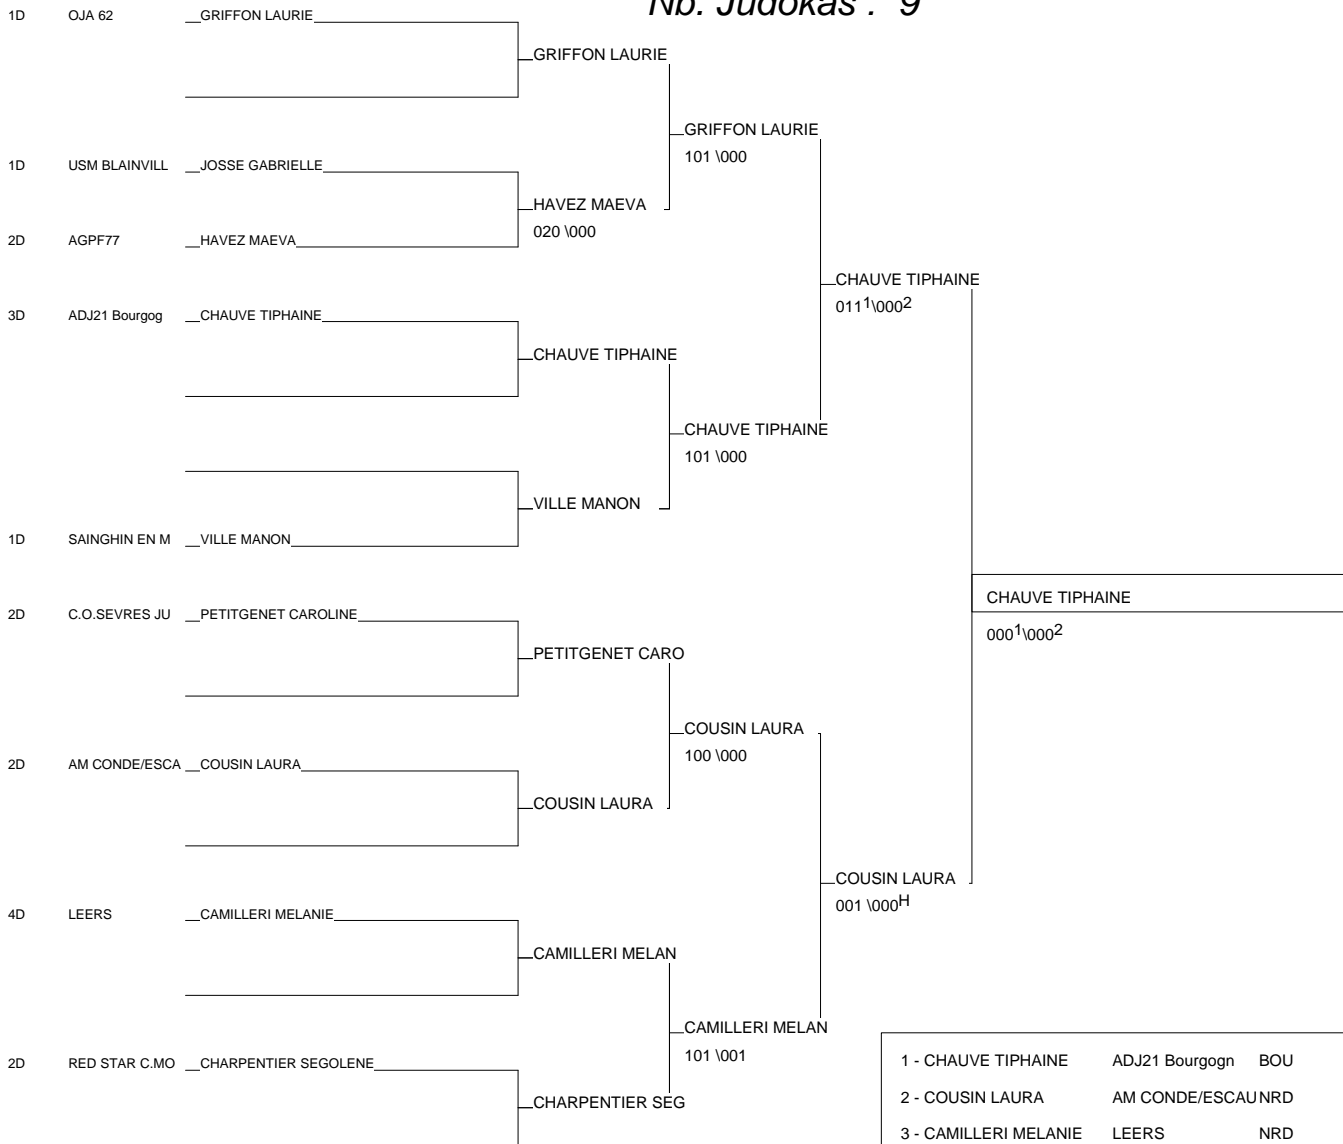 Nb. Judokas : 9
1D OJA 62 GRIFFON LAURIE
GRIFFON LAURIE
GRIFFON LAURIE
101 \000
1D USM BLAINVILL JOSSE GABRIELLE
HAVEZ MAEVA
020 \000
2D AGPF77 HAVEZ MAEVA
CHAUVE TIPHAINE
011¹\000²
3D ADJ21 Bourgog CHAUVE TIPHAINE
CHAUVE TIPHAINE
CHAUVE TIPHAINE
101 \000
VILLE MANON
1D SAINGHIN EN M VILLE MANON
CHAUVE TIPHAINE
000¹\000²
2D C.O.SEVRES JU PETITGENET CAROLINE
PETITGENET CARO
COUSIN LAURA
100 \000
2D AM CONDE/ESCA COUSIN LAURA
COUSIN LAURA
COUSIN LAURA
001 \000H
4D LEERS CAMILLERI MELANIE
CAMILLERI MELAN
CAMILLERI MELAN
101 \001
2D RED STAR C.MO CHARPENTIER SEGOLENE
CHARPENTIER SEG
1 - CHAUVE TIPHAINE ADJ21 Bourgogn BOU
2 - COUSIN LAURA AM CONDE/ESCAU NRD
3 - CAMILLERI MELANIE LEERS NRD